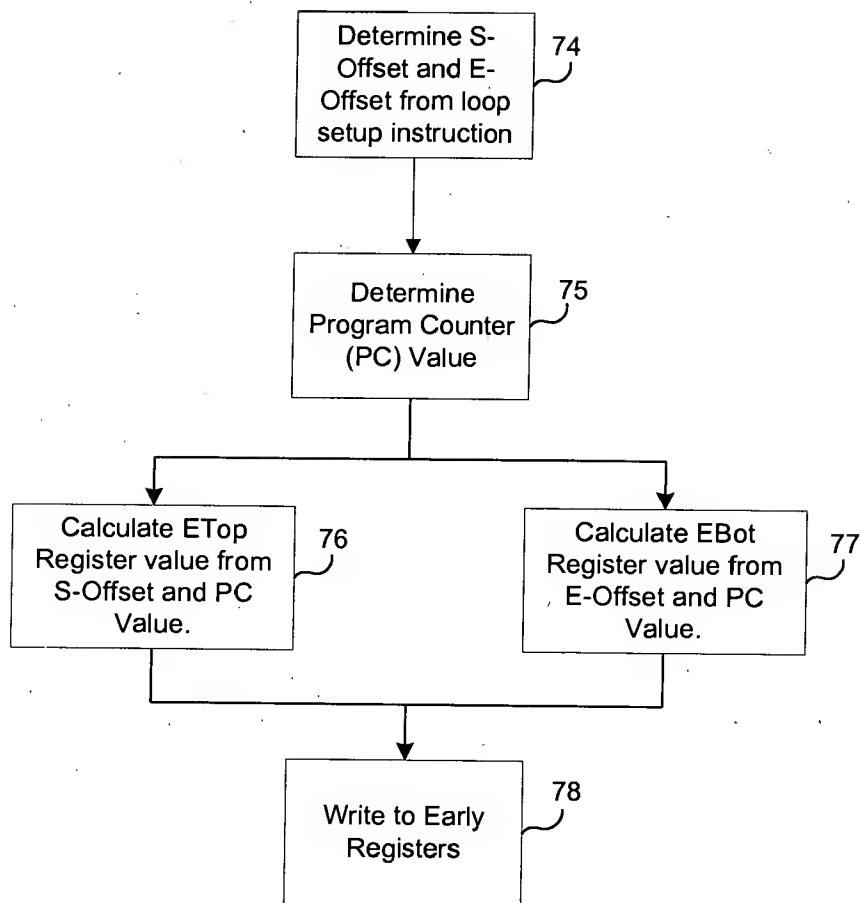 Determine S-
Offset and E-
Offset from loop
setup instruction
74
Determine
Program Counter
(PC) Value
75
Calculate ETop
Register value from
S-Offset and PC
Value.
76
Calculate EBot
Register value from
E-Offset and PC
Value.
77
Write to Early
Registers
78